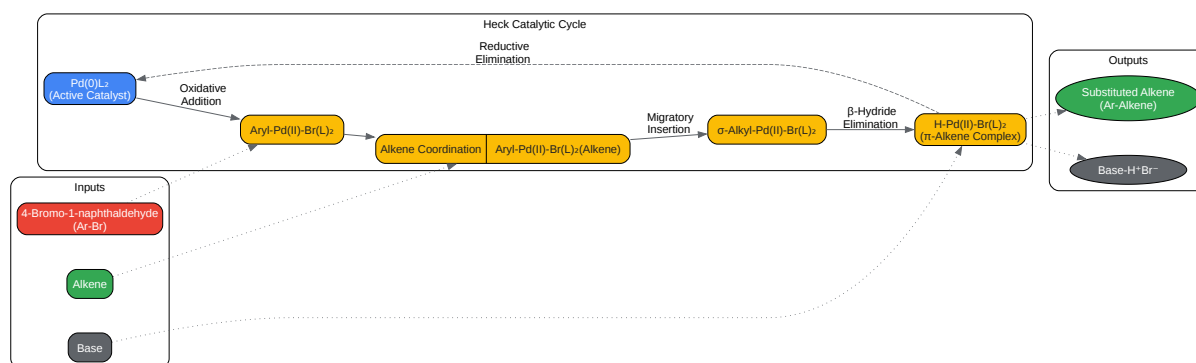 Heck Catalytic Cycle
Reductive
Elimination
Pd(0)L₂
(Active Catalyst)
Oxidative
Addition
Aryl-Pd(II)-Br(L)₂
Alkene Coordination
Aryl-Pd(II)-Br(L)₂(Alkene)
Migratory
Insertion
σ-Alkyl-Pd(II)-Br(L)₂
β-Hydride
Elimination
H-Pd(II)-Br(L)₂
(π-Alkene Complex)
Inputs
4-Bromo-1-naphthaldehyde
(Ar-Br)
Alkene
Base
Outputs
Substituted Alkene
(Ar-Alkene)
Base-H⁺Br⁻